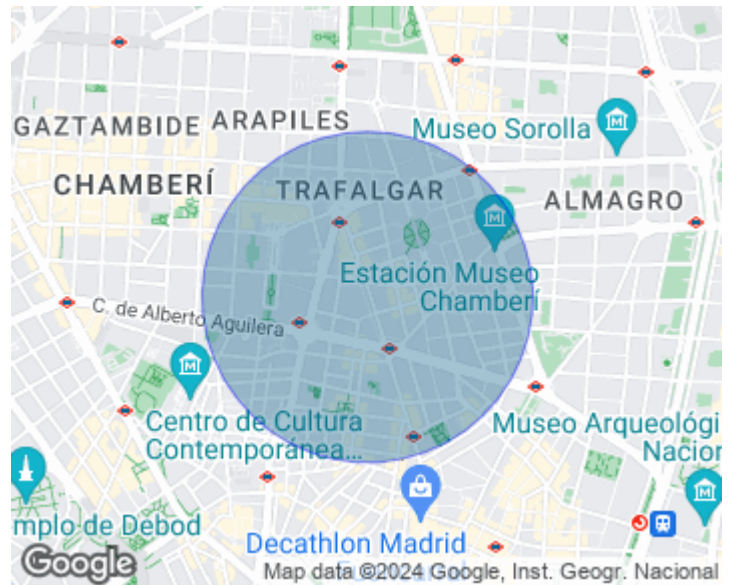 GAZTAMBIDE
ARAPILES
Museo Sorolla
CHAMBERÍ
TRAFALGAR
ALMAGRO
Estación Museo
Chamberí
C. de Alberto Aguilera
Centro de Cultura
Contemporánea...
Museo Arqueológi
Nacior
mplo de Debod
Decathlon Madrid
Google
Map data ©2024 Google, Inst. Geogr. Nacional